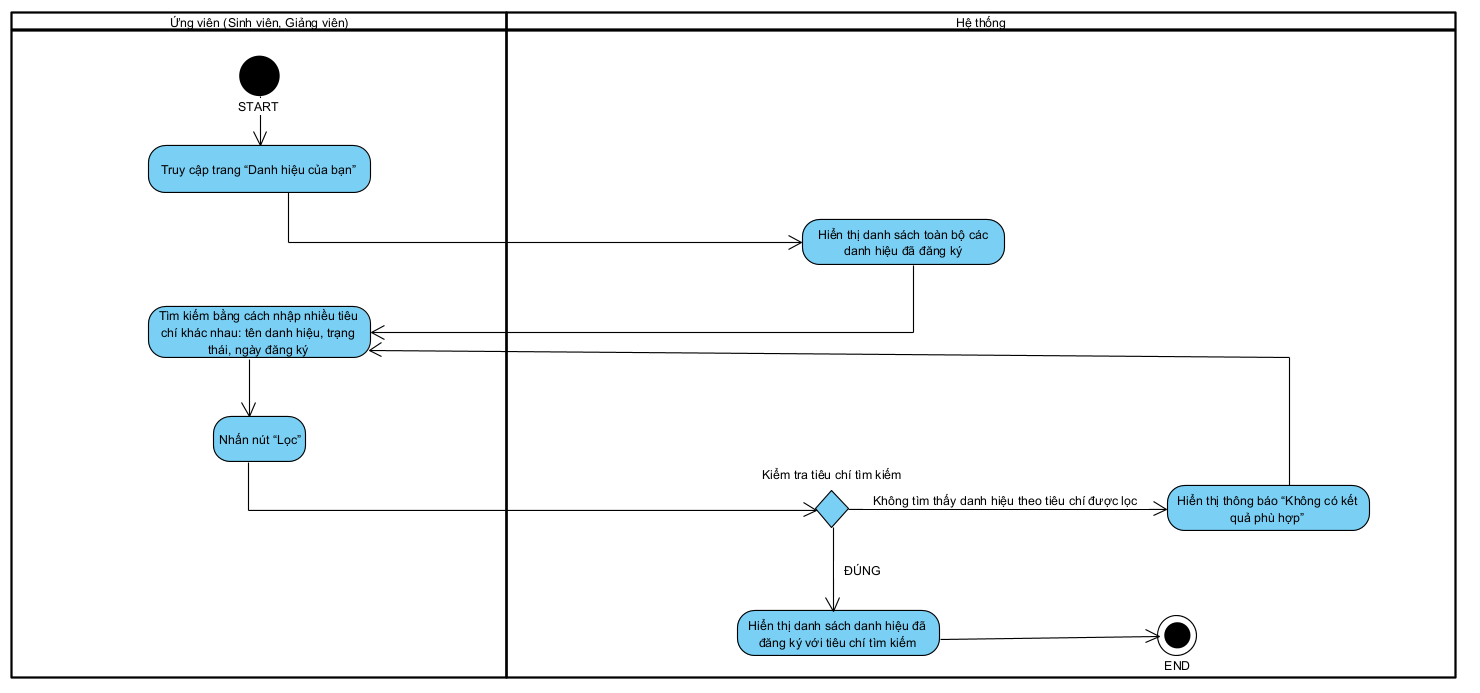 Ứng viên (Sinh viên, Giảng viên)
Hệ thống
START
Truy cập trang “Danh hiệu của bạn”
Hiển thị danh sách toàn bộ các
danh hiệu đã đăng ký
Tìm kiếm bằng cách nhập nhiều tiêu
chí khác nhau: tên danh hiệu, trạng
thái, ngày đăng ký
Nhấn nút “Lọc”
Kiểm tra tiêu chí tìm kiếm
Không tìm thấy danh hiệu theo tiêu chí được lọc
Hiển thị thông báo “Không có kết
quả phù hợp”
ĐÚNG
Hiển thị danh sách danh hiệu đã
đăng ký với tiêu chí tìm kiếm
END